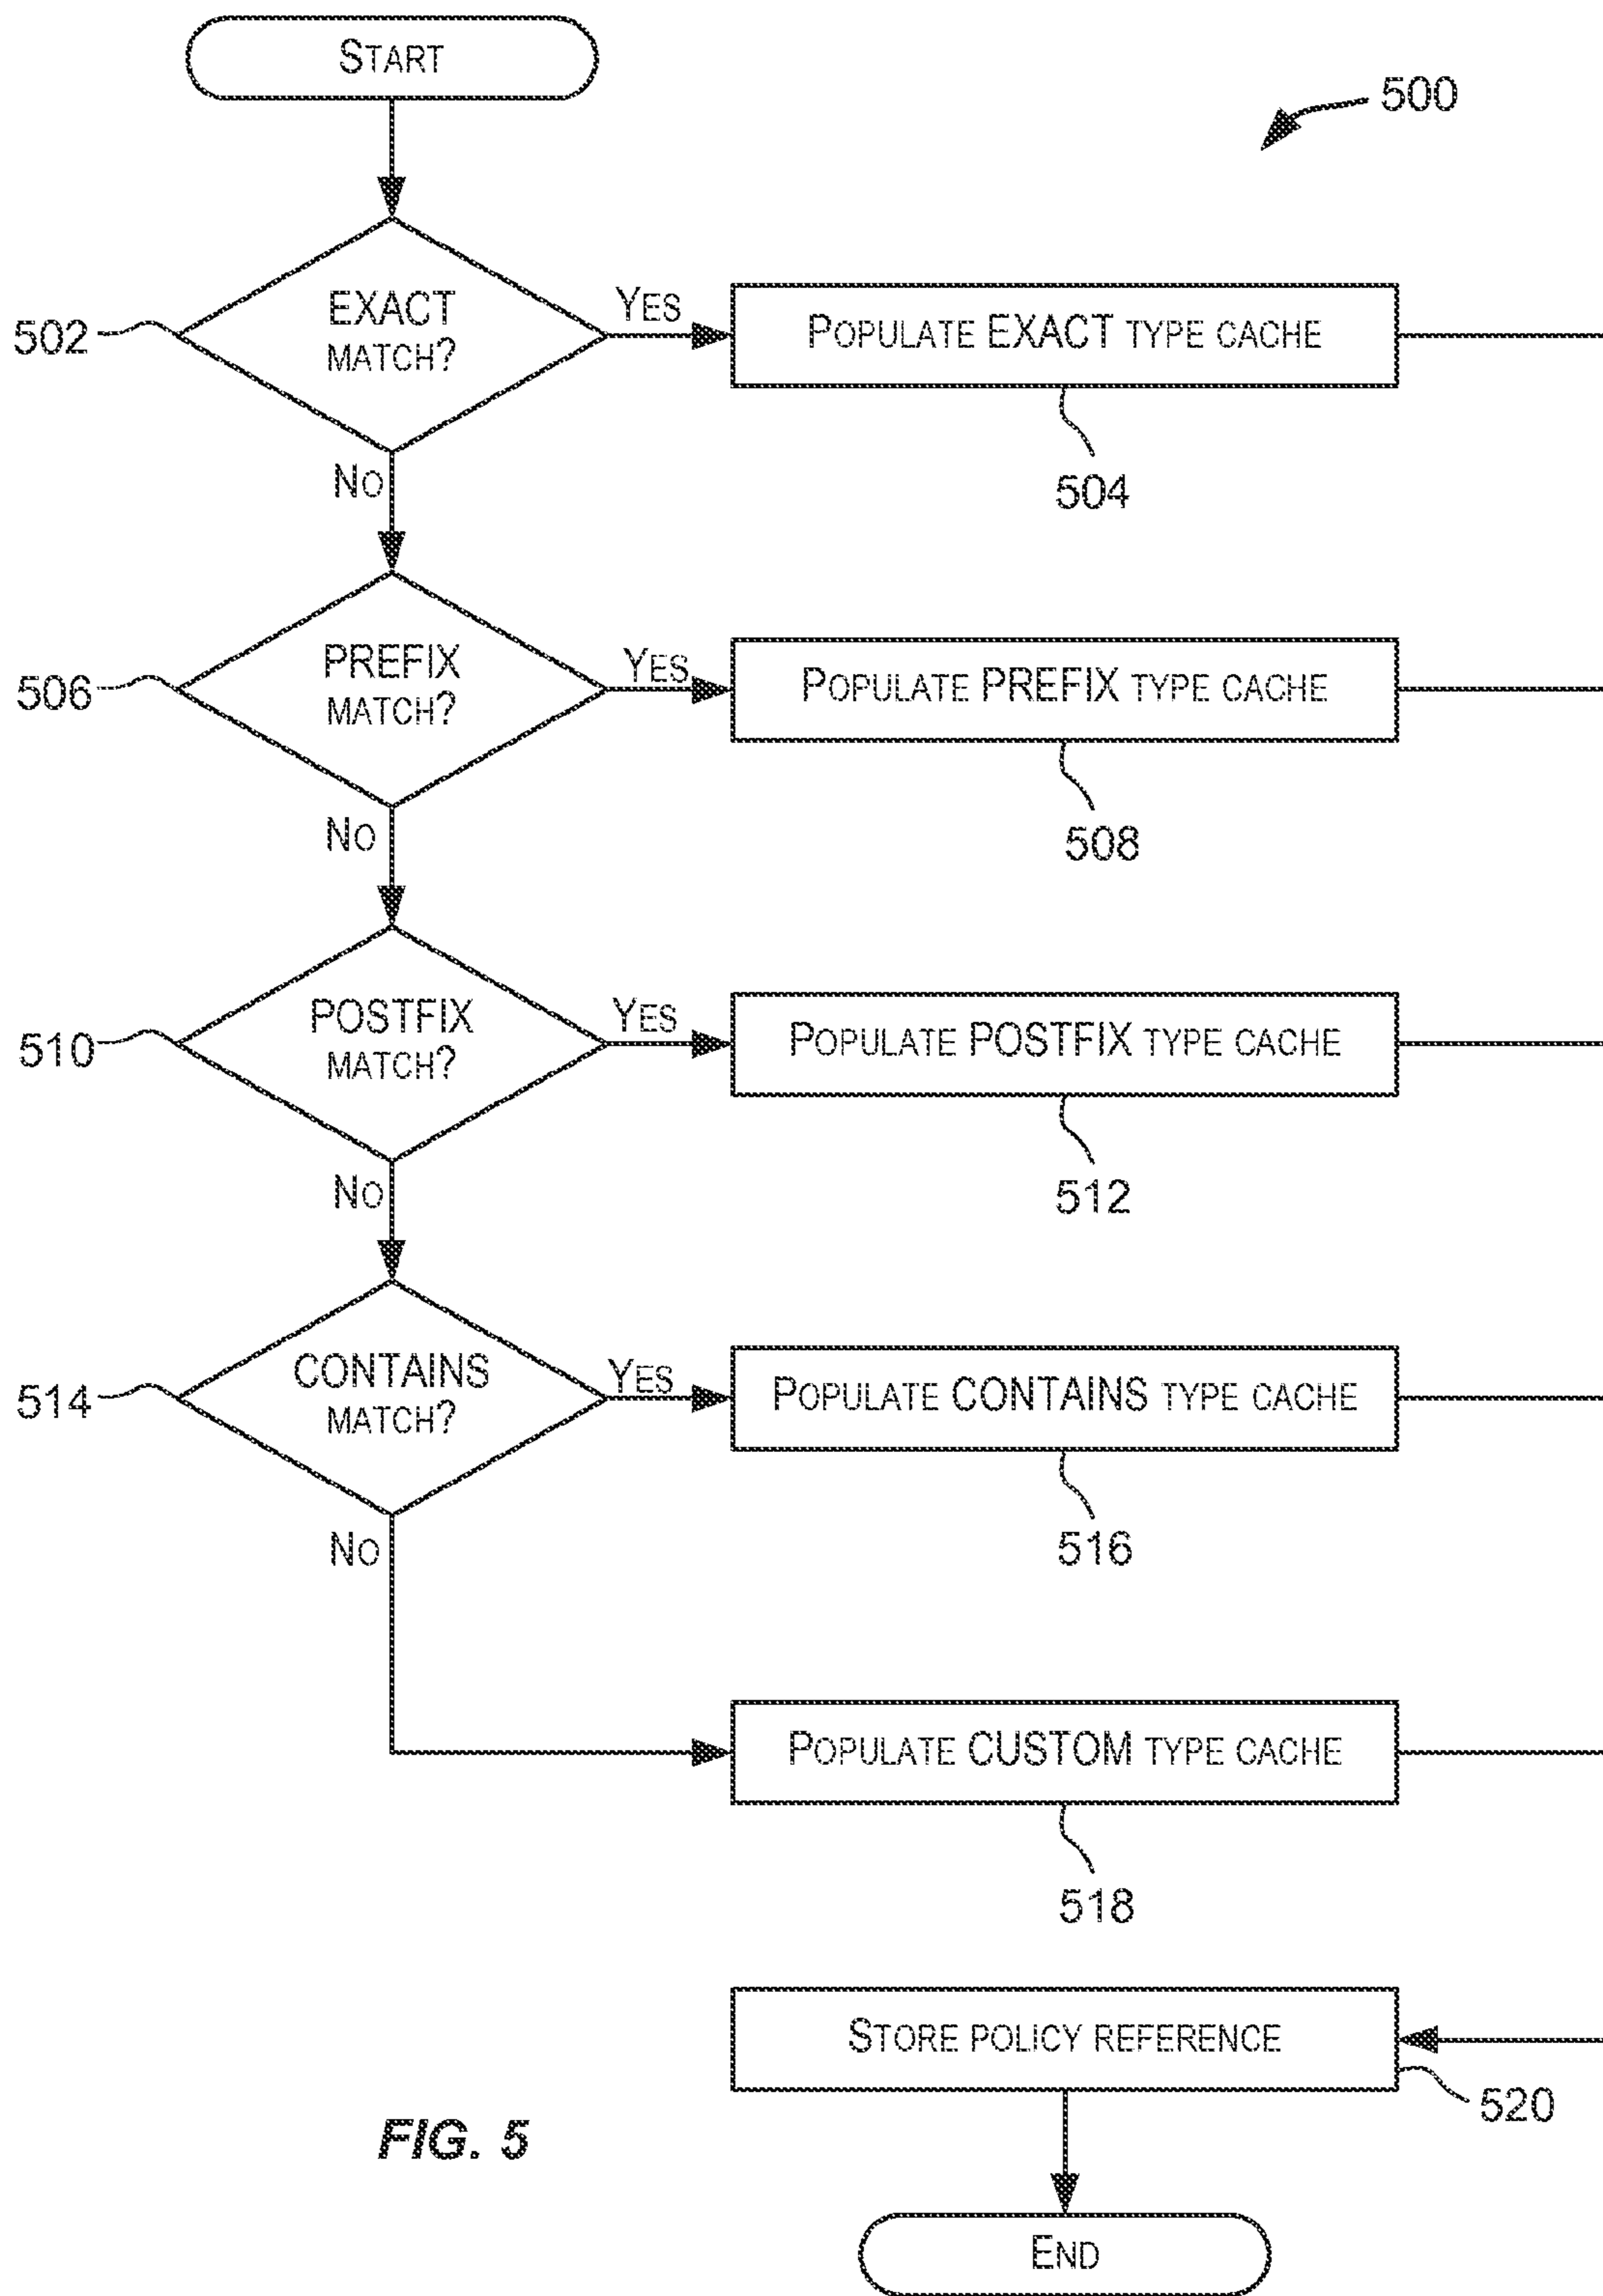 START
500
EXACT
MATCH?
YES
POPULATE EXACT TYPE CACHE
502
504
NO
PREFIX
MATCH?
YES
POPULATE PREFIX TYPE CACHE
506
508
NO
POSTFIX
MATCH?
YES
POPULATE POSTFIX TYPE CACHE
510
512
NO
CONTAINS
MATCH?
YES
POPULATE CONTAINS TYPE CACHE
514
516
NO
POPULATE CUSTOM TYPE CACHE
518
STORE POLICY REFERENCE
520
FIG. 5
END